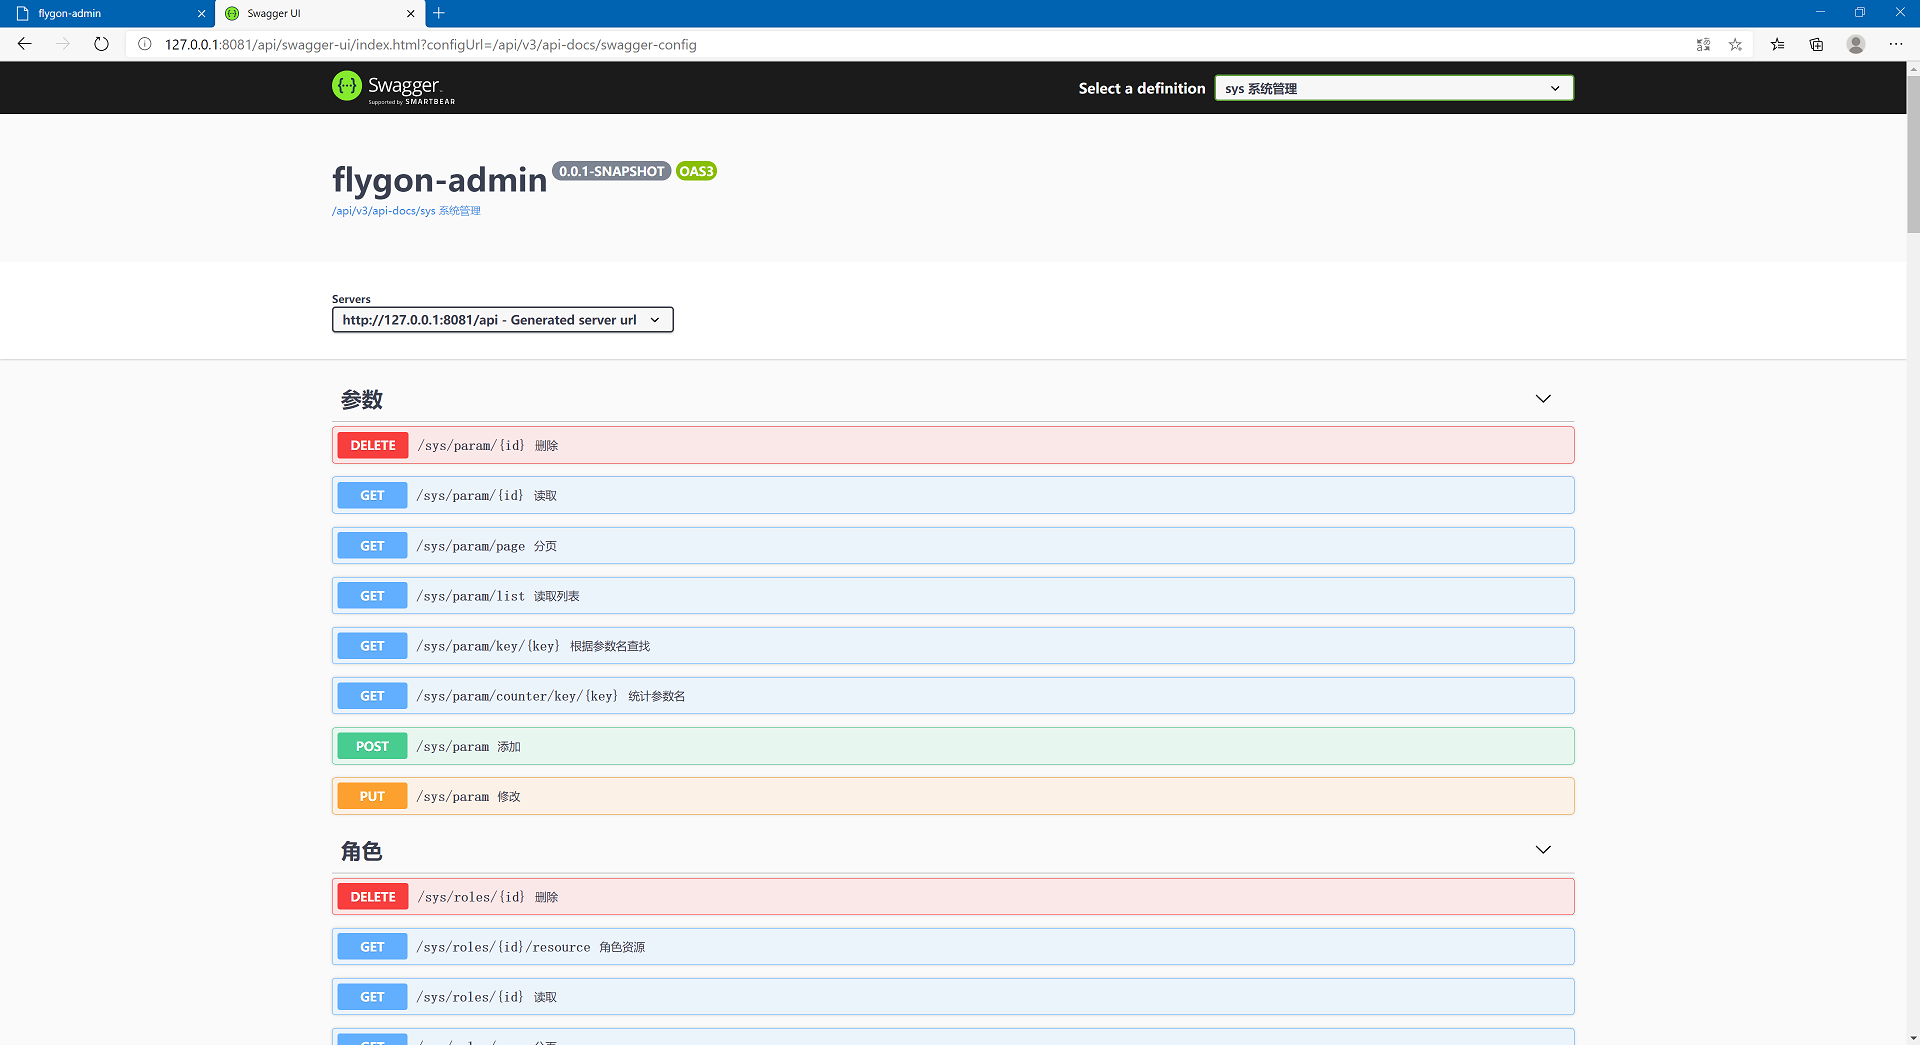 flygon-admin
Swagger UI
127.0.0.1:8081/api/swagger-ui/index.html?configUrl=/api/v3/api-docs/swagger-config
Swagger
Supported by SMARTBEAR
Select a definition
sys 系统管理
flygon-admin 0.0.1-SNAPSHOT OAS3
/api/v3/api-docs/sys 系统管理
Servers
http://127.0.0.1:8081/api - Generated server url
参数
DELETE /sys/param/{id} 删除
GET /sys/param/{id} 读取
GET /sys/param/page 分页
GET /sys/param/list 读取列表
GET /sys/param/key/{key} 根据参数名查找
GET /sys/param/counter/key/{key} 统计参数名
POST /sys/param 添加
PUT /sys/param 修改
角色
DELETE /sys/roles/{id} 删除
GET /sys/roles/{id}/resource 角色资源
GET /sys/roles/{id} 读取